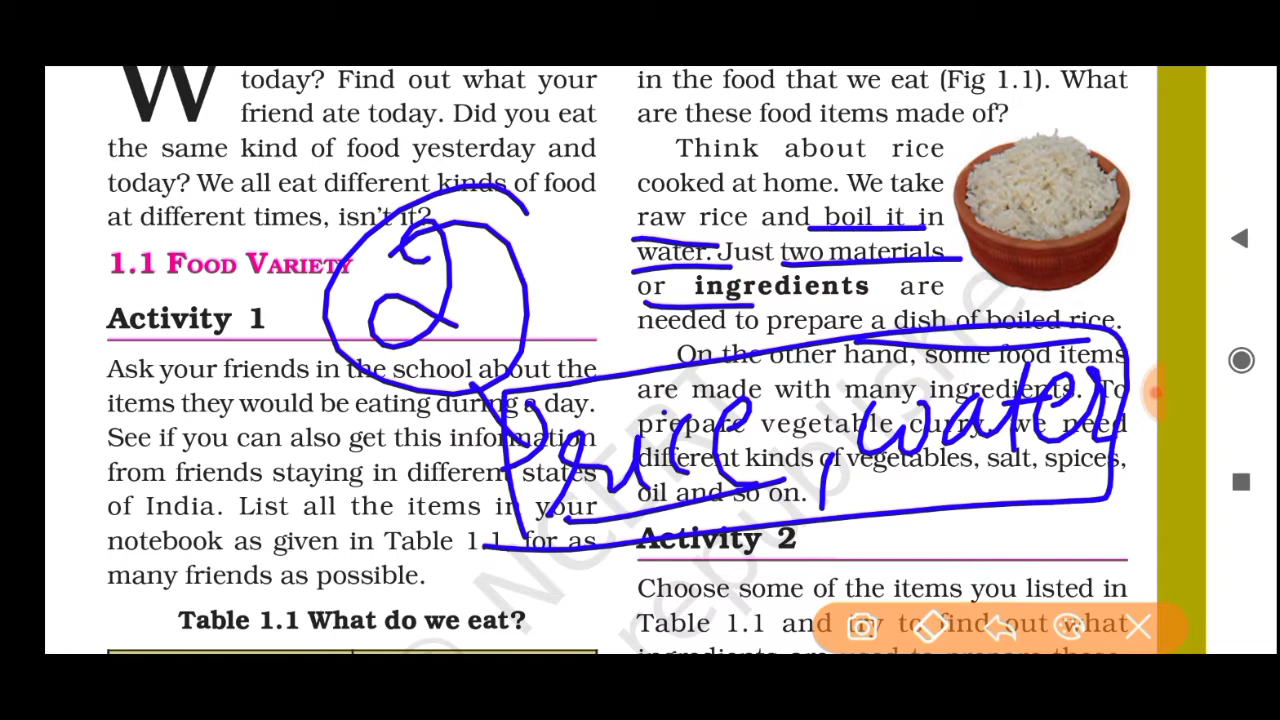 W
today? Find out what your
friend ate today. Did you eat
the same kind of food yesterday and
today? We all eat different kinds of food
at different times, isn't it?
1.1 FOOD VARIETY
Activity 1
Ask your friends in the school about the
items they would be eating during a day.
See if you can also get this information
from friends staying in different states
of India. List all the items in your
notebook as given in Table 1.1 for as
many friends as possible.
Table 1.1 What do we eat?
2
in the food that we eat (Fig 1.1). What
are these food items made of?
Think about rice
cooked at home. We take
raw rice and boil it in
water. Just two materials
or ingredients are
needed to prepare a dish of boiled rice.
On the other hand, some food items
are made with many ingredients. To
prepare vegetable curry, we need
different kinds of vegetables, salt, spices,
oil and so on.
rice, water
Activity 2
Choose some of the items you listed in
Table 1.1 and try to find out what
ingredients are used to prepare these
© NCERT
republished